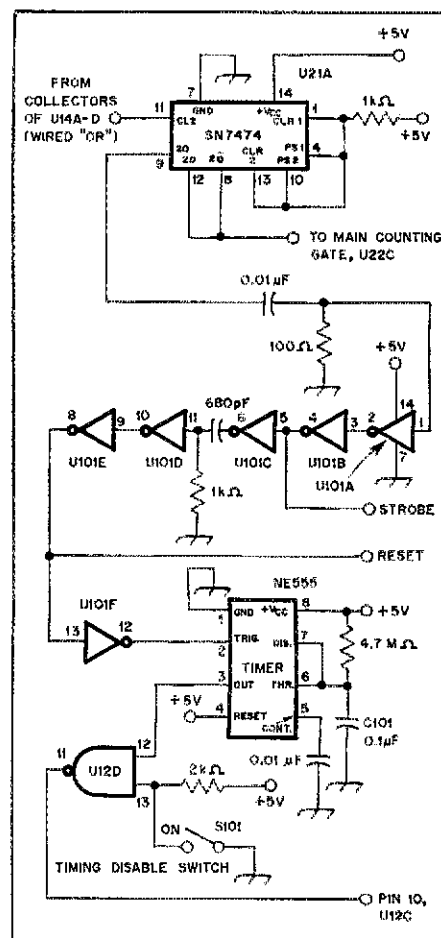 +5V
7
14
U21A
FROM
COLLECTORS
OF U14A-D
(WIRED "OR")
11
GND
+VCC
CL2
CLR 1
1
1kΩ
+5V
SN7474
9
2Q
CLR
PS1
4
2D
2Q
2
PS2
12
8
13
10
TO MAIN COUNTING
GATE, U22C
0.01µF
100Ω
+5V
14
680pF
8
9
10
11
6
5
4
3
2
1
7
U101E
U101D
U101C
U101B
U101A
1kΩ
STROBE
RESET
NE555
U101F
13
12
1
GND
+VCC
8
+5V
2
TRIG.
DIS.
7
4.7 MΩ
TIMER
3
OUT
THR.
6
+5V
4
RESET
CONT.
5
C101
0.1µF
0.01 µF
11
U12D
12
13
2kΩ
+5V
ON
S101
TIMING DISABLE SWITCH
PIN 10,
U12C